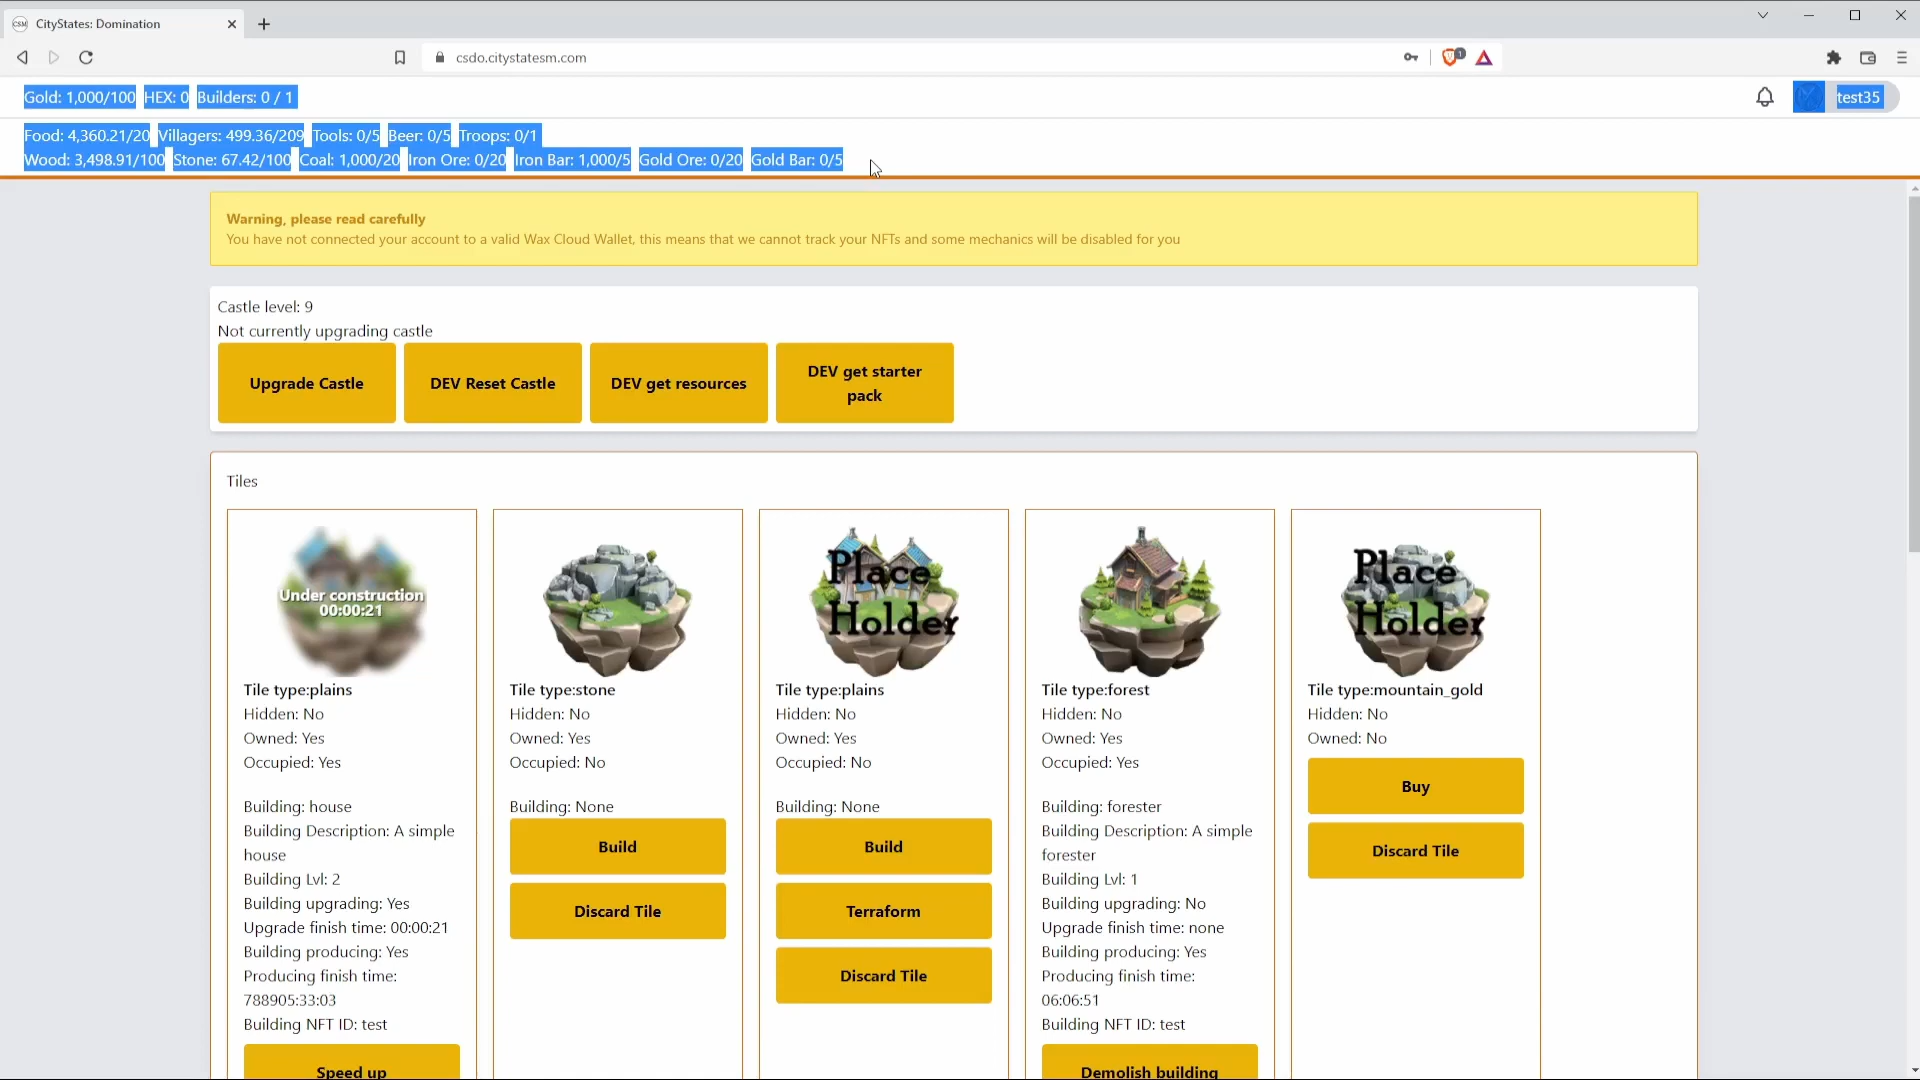 CSM CityStates: Domination
csdo.citystatesm.com
1
Gold: 1,000/100 HEX: 0 Builders: 0 / 1
test35
Food: 4,360.21/20 Villagers: 499.36/209 Tools: 0/5 Beer: 0/5 Troops: 0/1
Wood: 3,498.91/100 Stone: 67.42/100 Coal: 1,000/20 Iron Ore: 0/20 Iron Bar: 1,000/5 Gold Ore: 0/20 Gold Bar: 0/5
Warning, please read carefully
You have not connected your account to a valid Wax Cloud Wallet, this means that we cannot track your NFTs and some mechanics will be disabled for you
Castle level: 9
Not currently upgrading castle
Upgrade Castle
DEV Reset Castle
DEV get resources
DEV get starter
pack
Tiles
Under construction
00:00:21
Tile type:plains
Hidden: No
Owned: Yes
Occupied: Yes
Building: house
Building Description: A simple
house
Building Lvl: 2
Building upgrading: Yes
Upgrade finish time: 00:00:21
Building producing: Yes
Producing finish time:
788905:33:03
Building NFT ID: test
Speed up
Tile type:stone
Hidden: No
Owned: Yes
Occupied: No
Building: None
Build
Discard Tile
Place
Holder
Tile type:plains
Hidden: No
Owned: Yes
Occupied: No
Building: None
Build
Terraform
Discard Tile
Tile type:forest
Hidden: No
Owned: Yes
Occupied: Yes
Building: forester
Building Description: A simple
forester
Building Lvl: 1
Building upgrading: No
Upgrade finish time: none
Building producing: Yes
Producing finish time:
06:06:51
Building NFT ID: test
Demolish building
Place
Holder
Tile type:mountain_gold
Hidden: No
Owned: No
Buy
Discard Tile